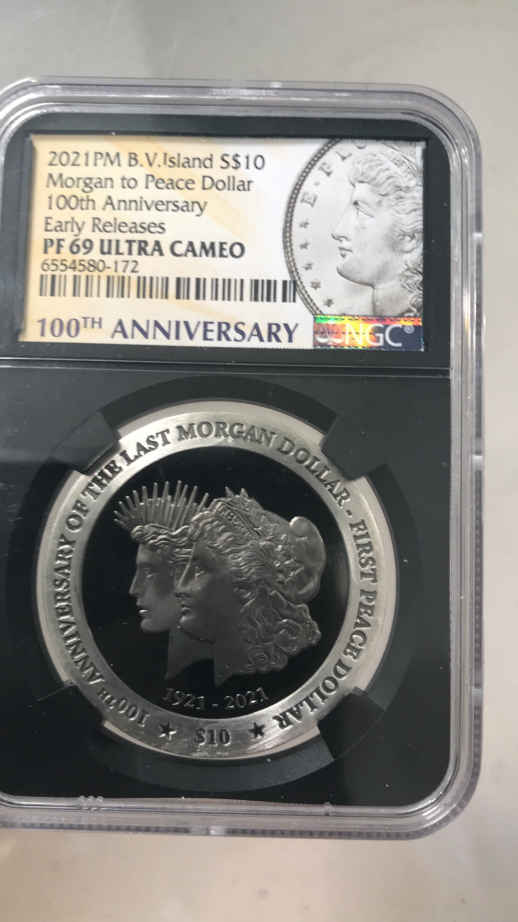 2021PM B.V.Island S$10
Morgan to Peace Dollar
100th Anniversary
Early Releases
PF 69 ULTRA CAMEO
6554580-172
100TH ANNIVERSARY
E·FLO
NGC®
100TH ANNIVERSARY OF THE LAST MORGAN DOLLAR - FIRST PEACE DOLLAR
1921 - 2021
★ $10 ★